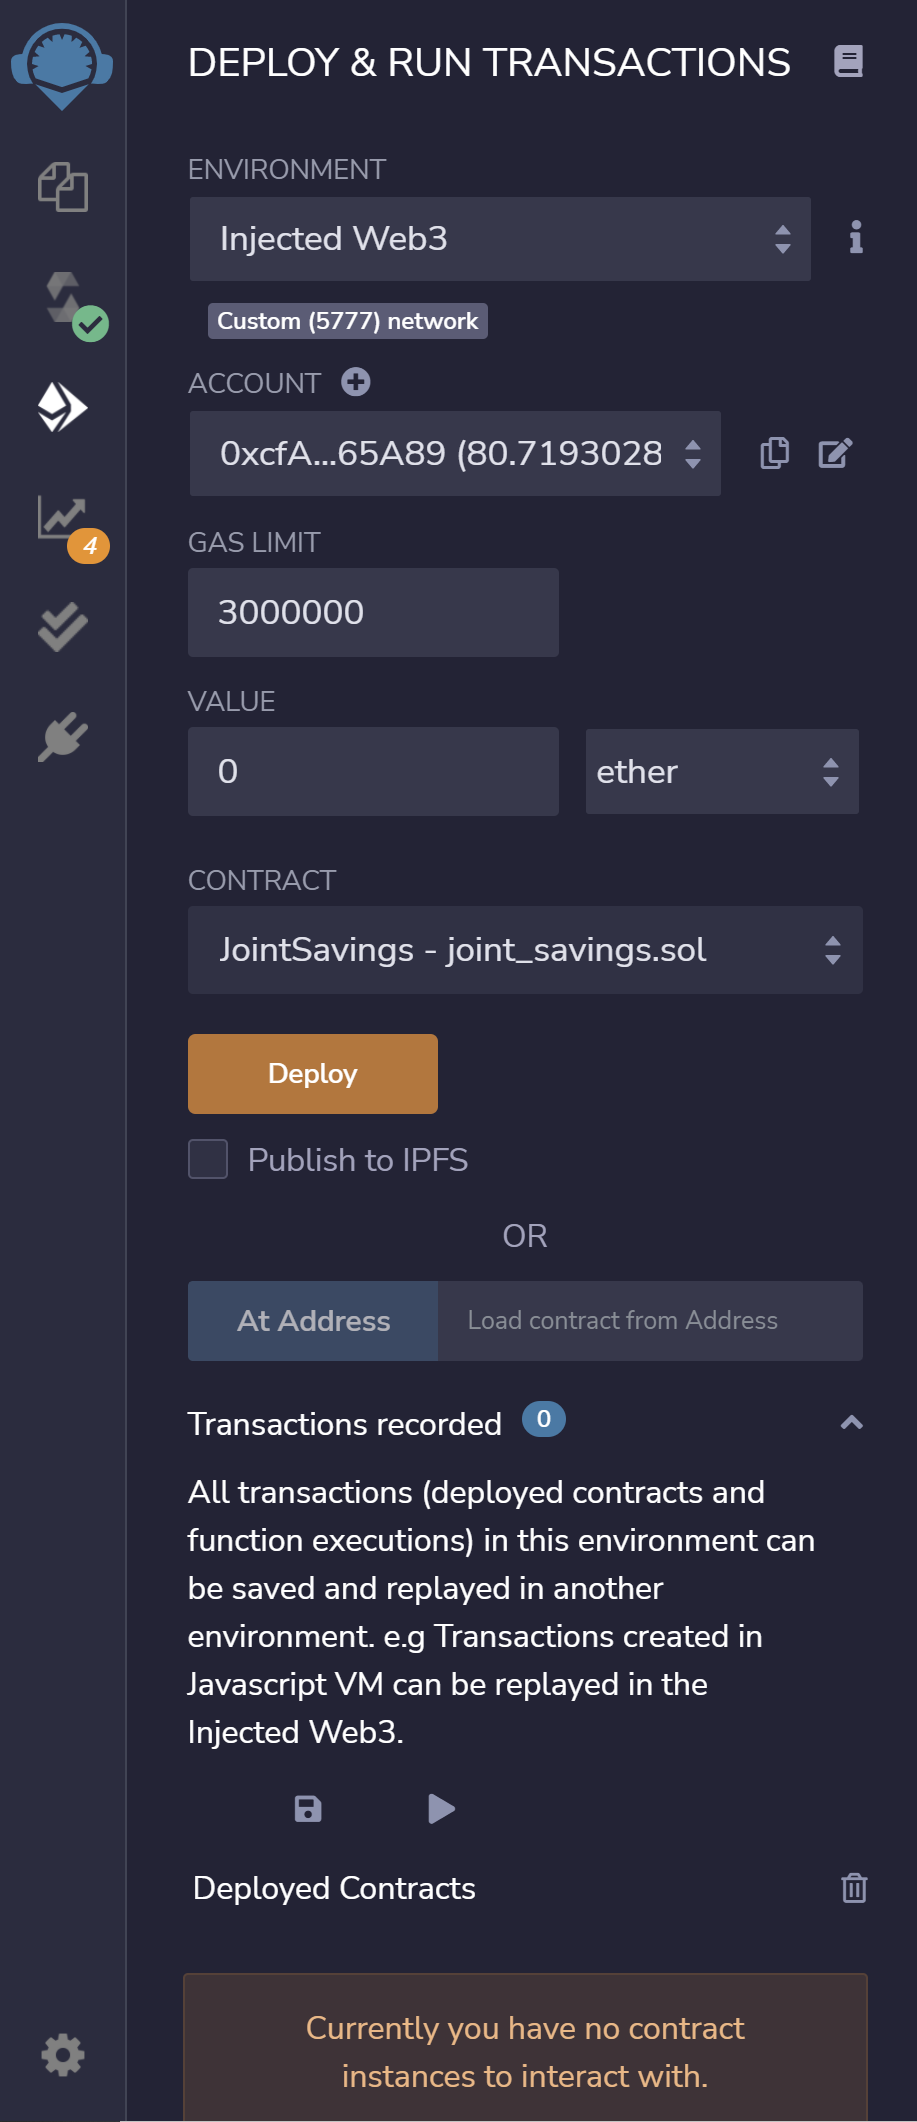 DEPLOY & RUN TRANSACTIONS
ENVIRONMENT
Injected Web3
Custom (5777) network
ACCOUNT
0xcfA...65A89 (80.7193028
4
GAS LIMIT
3000000
VALUE
0
ether
CONTRACT
JointSavings - joint_savings.sol
Deploy
Publish to IPFS
OR
At Address
Load contract from Address
Transactions recorded 0
All transactions (deployed contracts and
function executions) in this environment can
be saved and replayed in another
environment. e.g Transactions created in
Javascript VM can be replayed in the
Injected Web3.
Deployed Contracts
Currently you have no contract
instances to interact with.